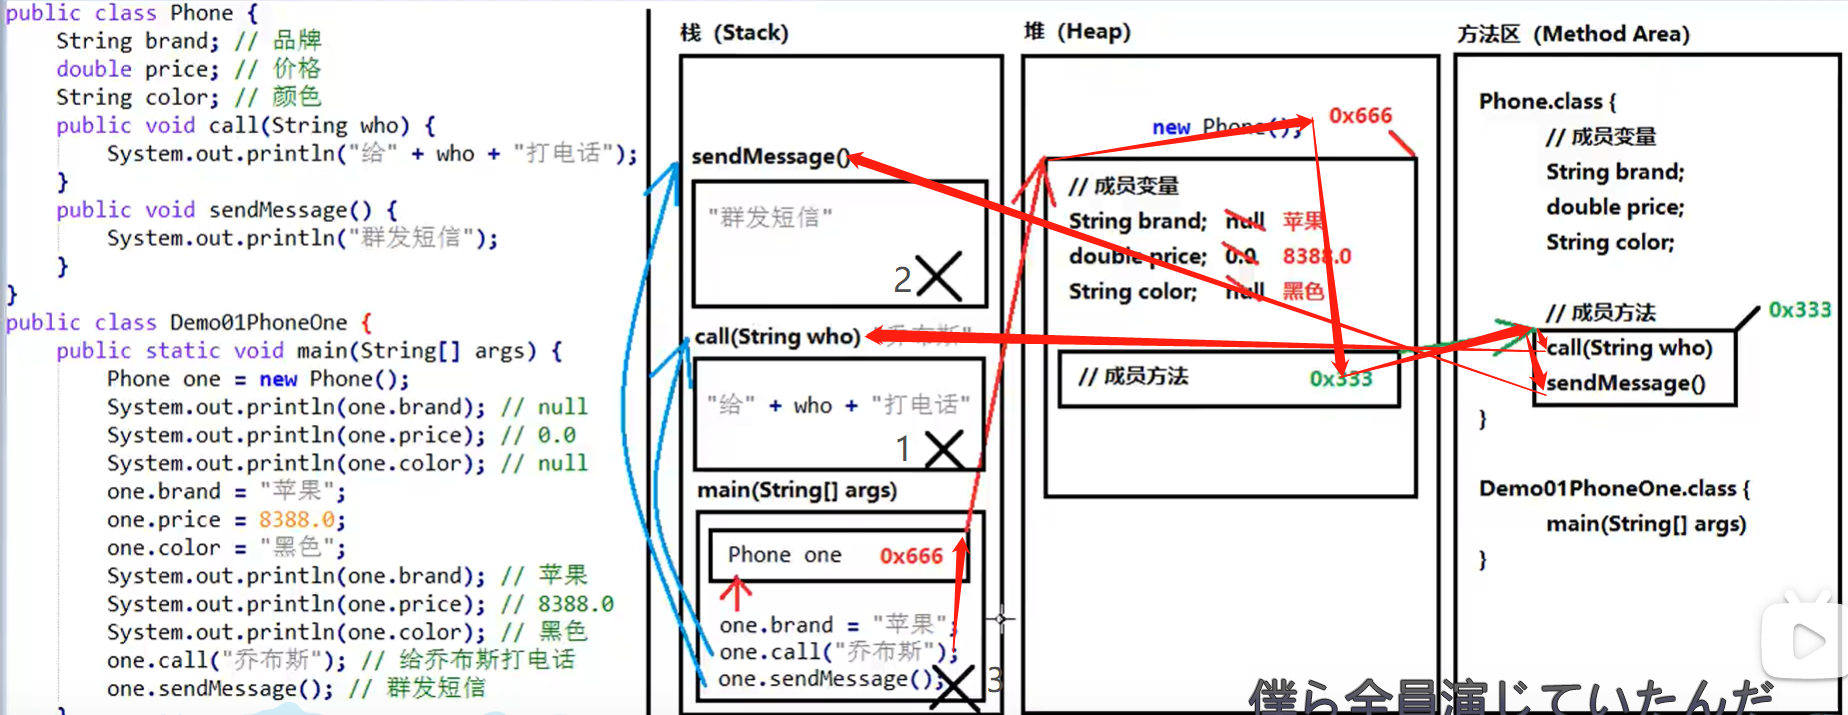 public class Phone {
String brand; // 品牌
double price; // 价格
String color; // 颜色
public void call(String who) {
System.out.println("给" + who + "打电话");
}
public void sendMessage() {
System.out.println("群发短信");
}
}
public class Demo01PhoneOne {
public static void main(String[] args) {
Phone one = new Phone();
System.out.println(one.brand); // null
System.out.println(one.price); // 0.0
System.out.println(one.color); // null
one.brand = "苹果";
one.price = 8388.0;
one.color = "黑色";
System.out.println(one.brand); // 苹果
System.out.println(one.price); // 8388.0
System.out.println(one.color); // 黑色
one.call("乔布斯"); // 给乔布斯打电话
one.sendMessage(); // 群发短信
栈 (Stack)
sendMessage()
"群发短信"
2
call(String who) "乔布斯"
"给" + who + "打电话"
1
main(String[] args)
Phone one 0x666
one.brand = "苹果";
one.call("乔布斯");
one.sendMessage();
3
堆 (Heap)
new Phone(); 0x666
// 成员变量
String brand; null 苹果
double price; 0.0 8388.0
String color; null 黑色
// 成员方法 0x333
方法区 (Method Area)
Phone.class {
// 成员变量
String brand;
double price;
String color;
// 成员方法 0x333
call(String who)
sendMessage()
}
Demo01PhoneOne.class {
main(String[] args)
}
僕ら全員演じていたんだ